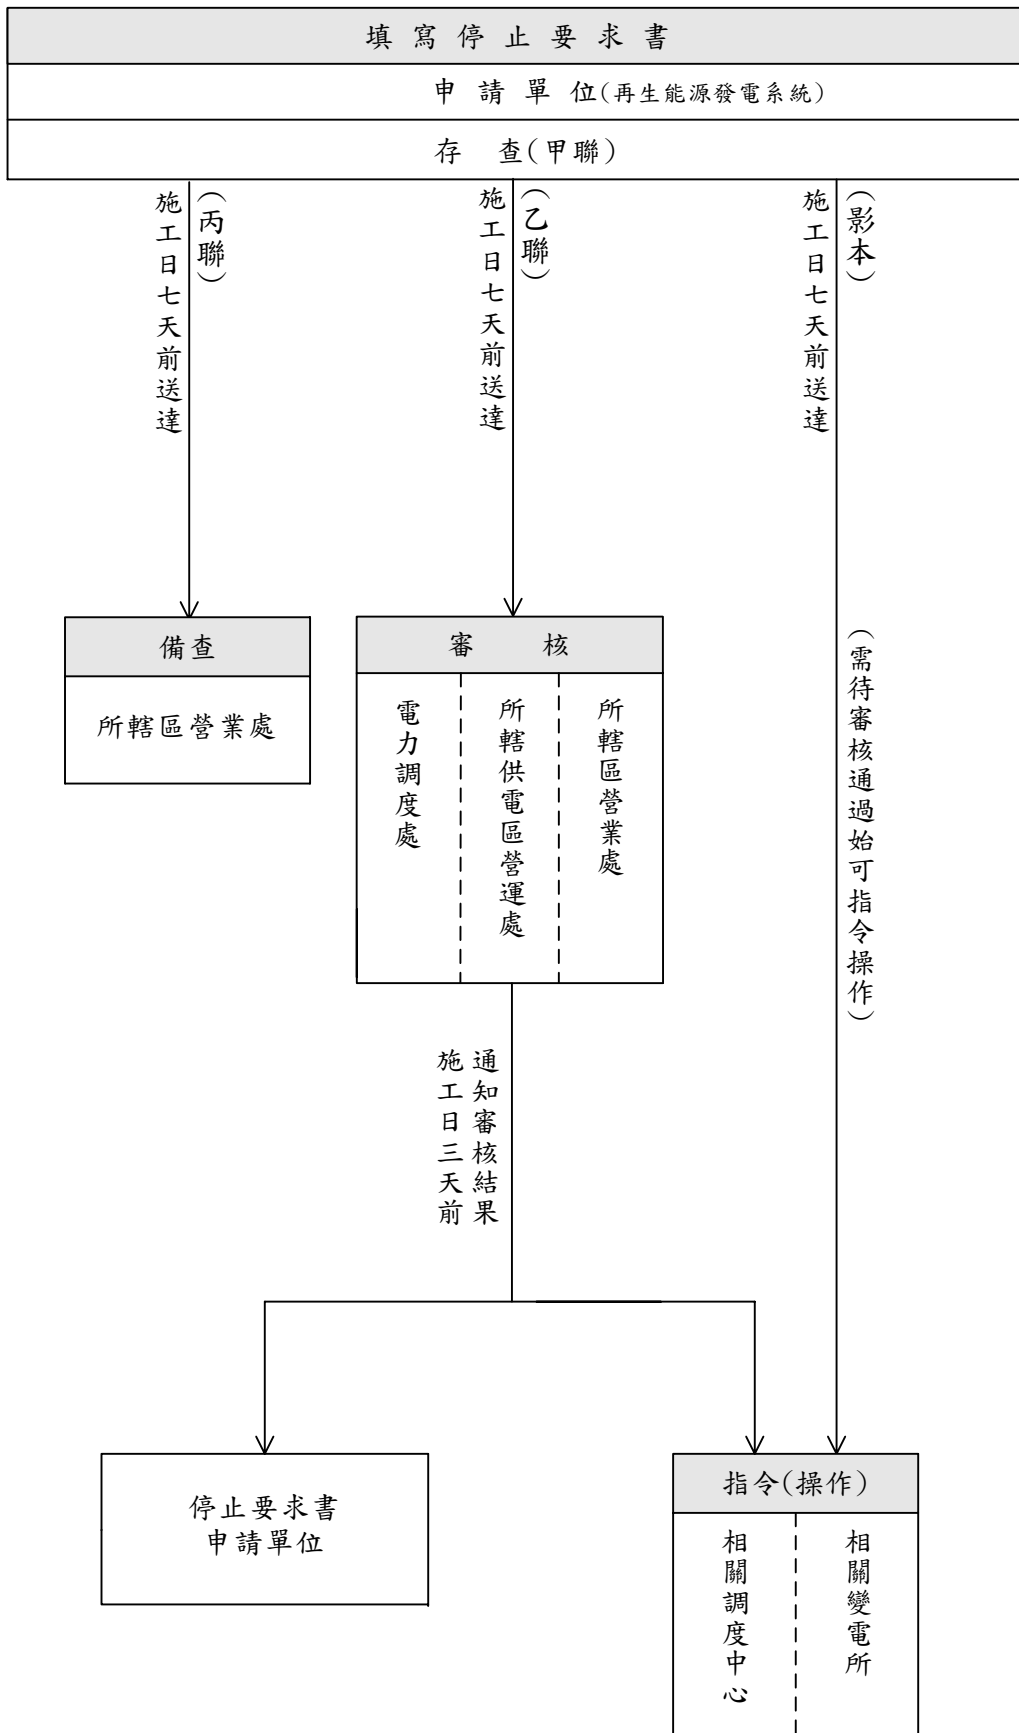 填寫停止要求書
申請單位(再生能源發電系統)
存 查(甲聯)
(丙聯)
施工日七天前送達
(乙聯)
施工日七天前送達
(影本)
施工日七天前送達
備查
所轄區營業處
審 核
電力調度處
所轄供電區營運處
所轄區營業處
(需待審核通過始可指令操作)
施工日三天前
通知審核結果
停止要求書
申請單位
指令(操作)
相關調度中心
相關變電所